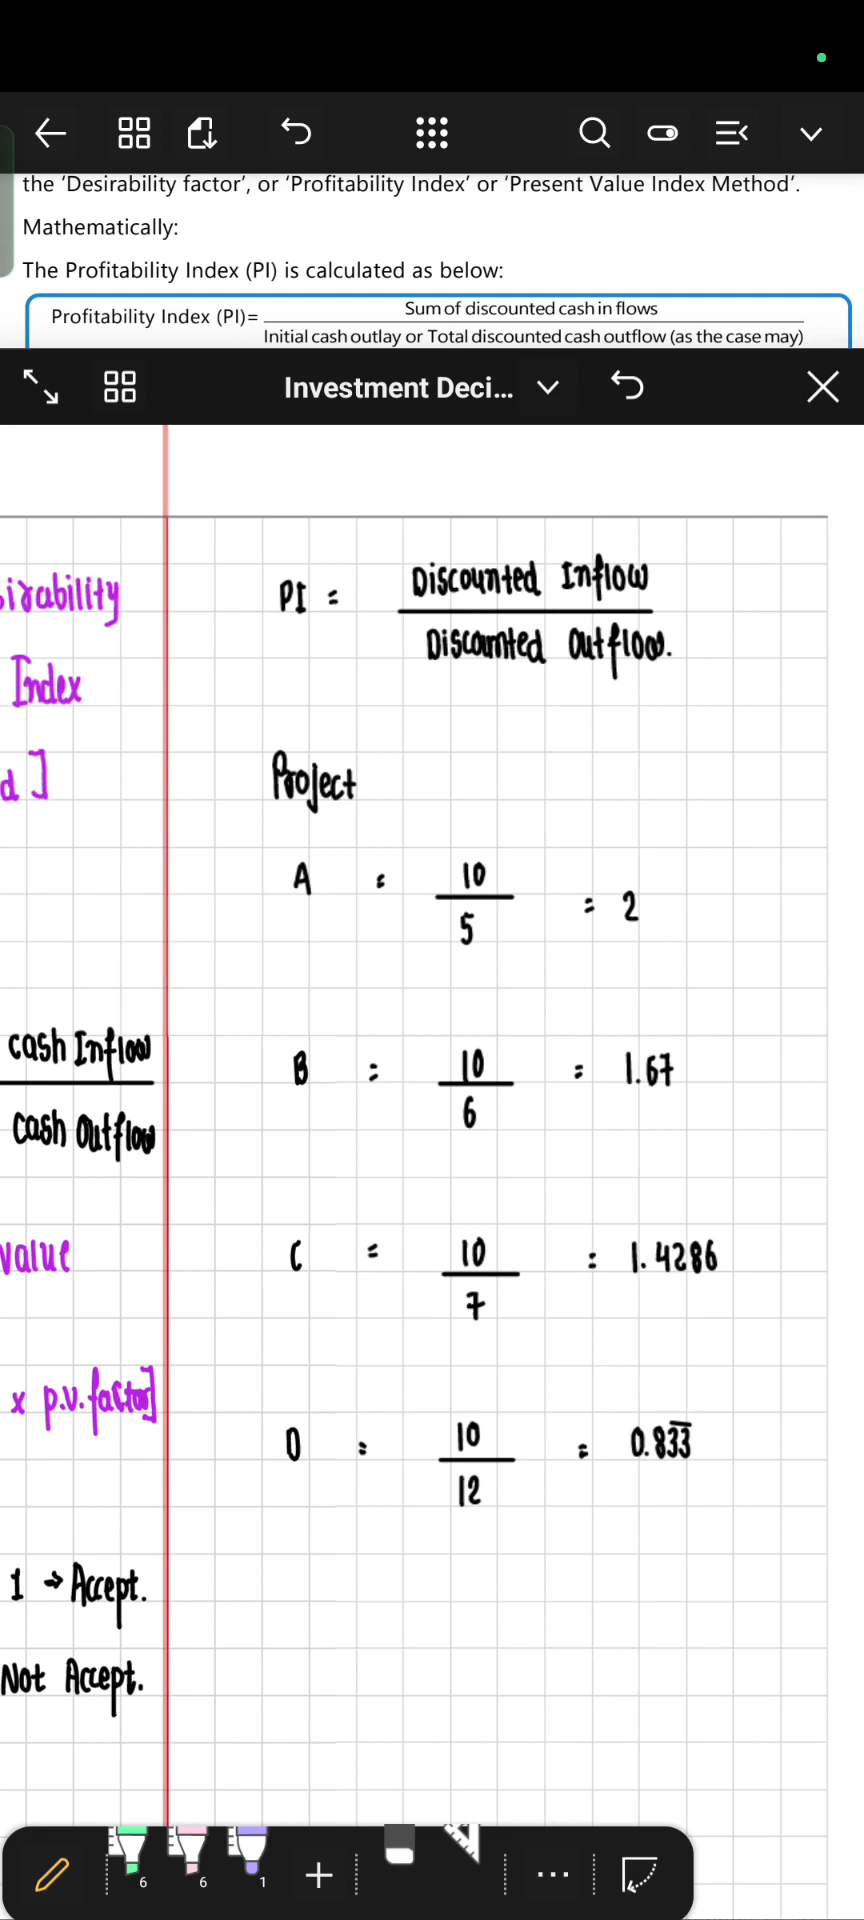 the ‘Desirability factor’, or ‘Profitability Index’ or ‘Present Value Index Method’.
Mathematically:
The Profitability Index (PI) is calculated as below:
Profitability Index (PI)= Sum of discounted cash in flows
Initial cash outlay or Total discounted cash outflow (as the case may)
Investment Deci...
sirability
Index
d ]
cash Inflow
cash Outflow
value
x p.v. factor]
1 ⇒ Accept.
Not Accept.
PI = Discounted Inflow
Discounted Outflow.
Project
A = 10
5 = 2
B = 10
6 = 1.67
C = 10
7 = 1.4286
D = 10
12 = 0.83̅3̅
6 6 1